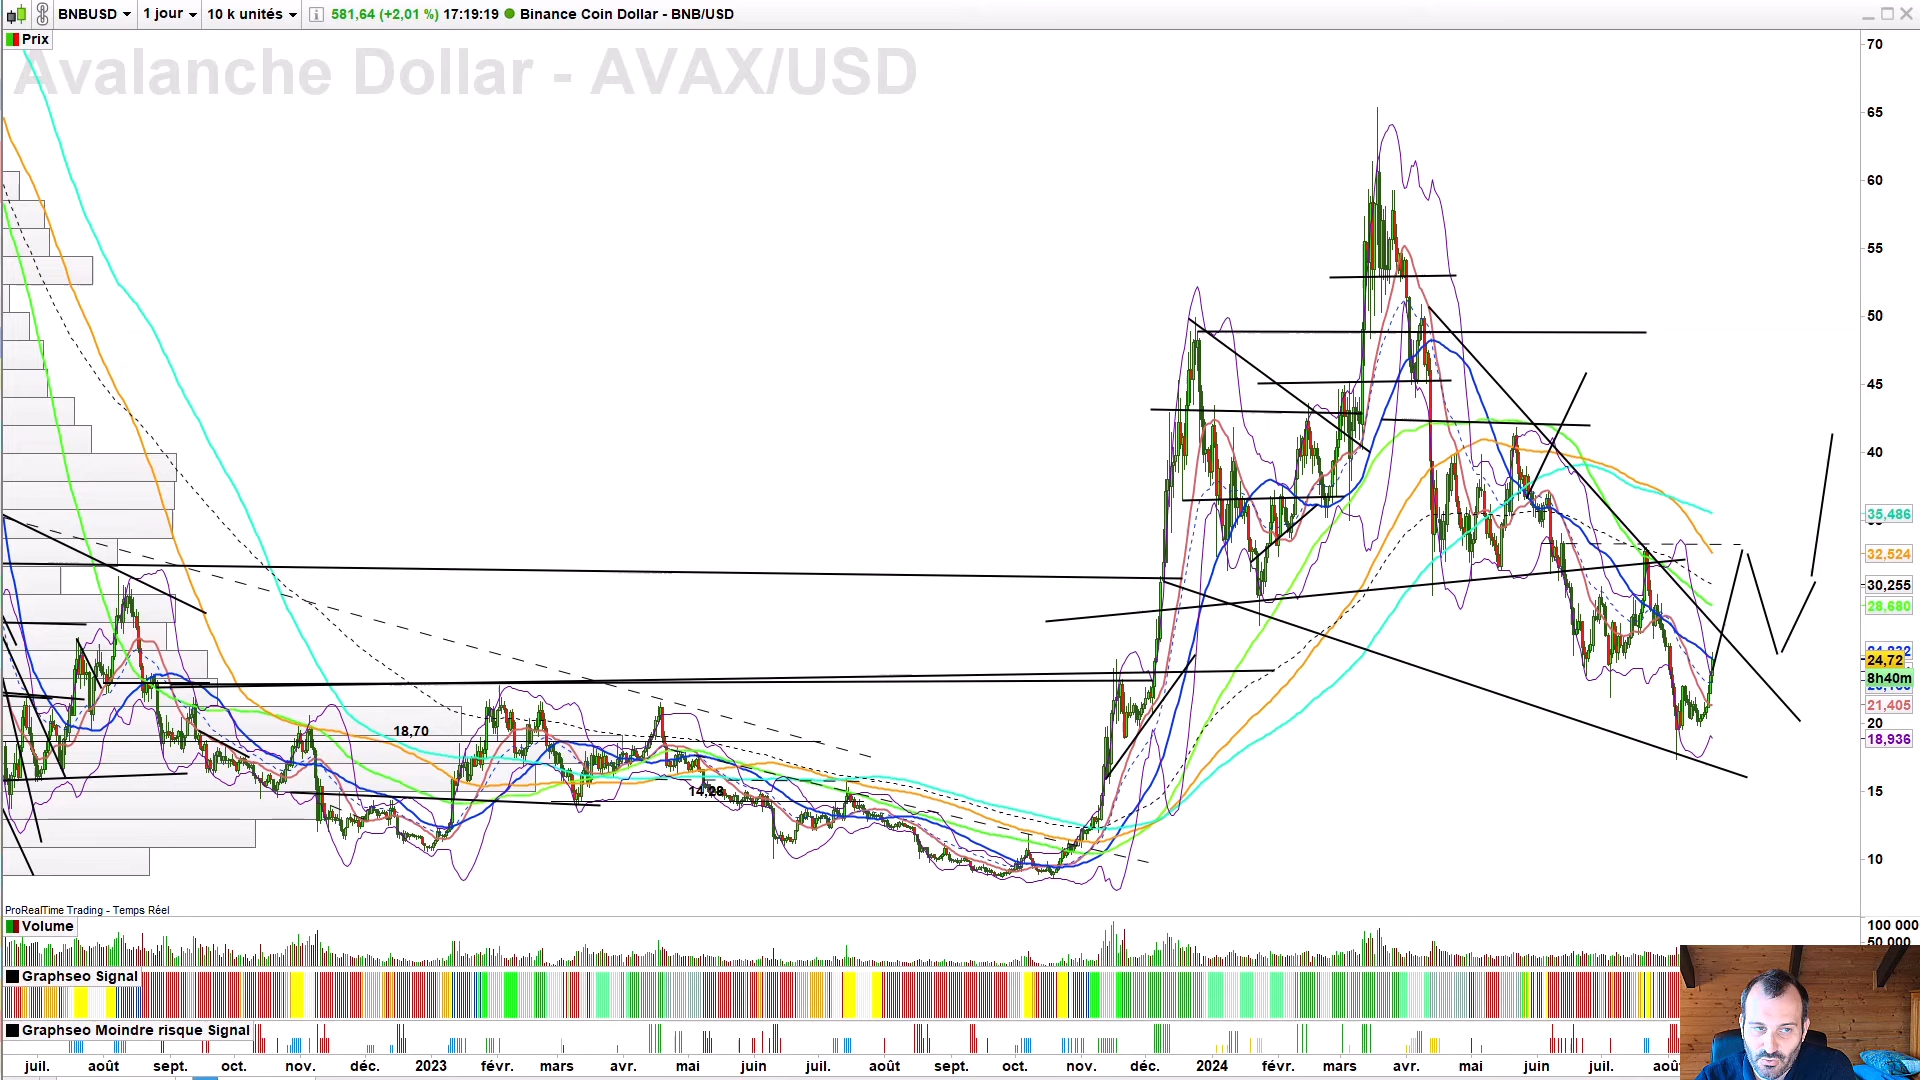 BNBUSD 1 jour 10 k unités 581,64 (+2,01 %) 17:19:19 Binance Coin Dollar - BNB/USD
Prix
Avalanche Dollar - AVAX/USD
70
65
60
55
50
45
40
35,486
32,524
30,255
28,680
24,72
8h40m
21,405
20
18,936
15
10
18,70
14,28
ProRealTime Trading - Temps Réel
Volume
100 000
50 000
Graphseo Signal
Graphseo Moindre risque Signal
juil. août sept. oct. nov. déc. 2023 févr. mars mai juin juil. août sept. oct. nov. déc. 2024 févr. mars avr. mai juin juil. août